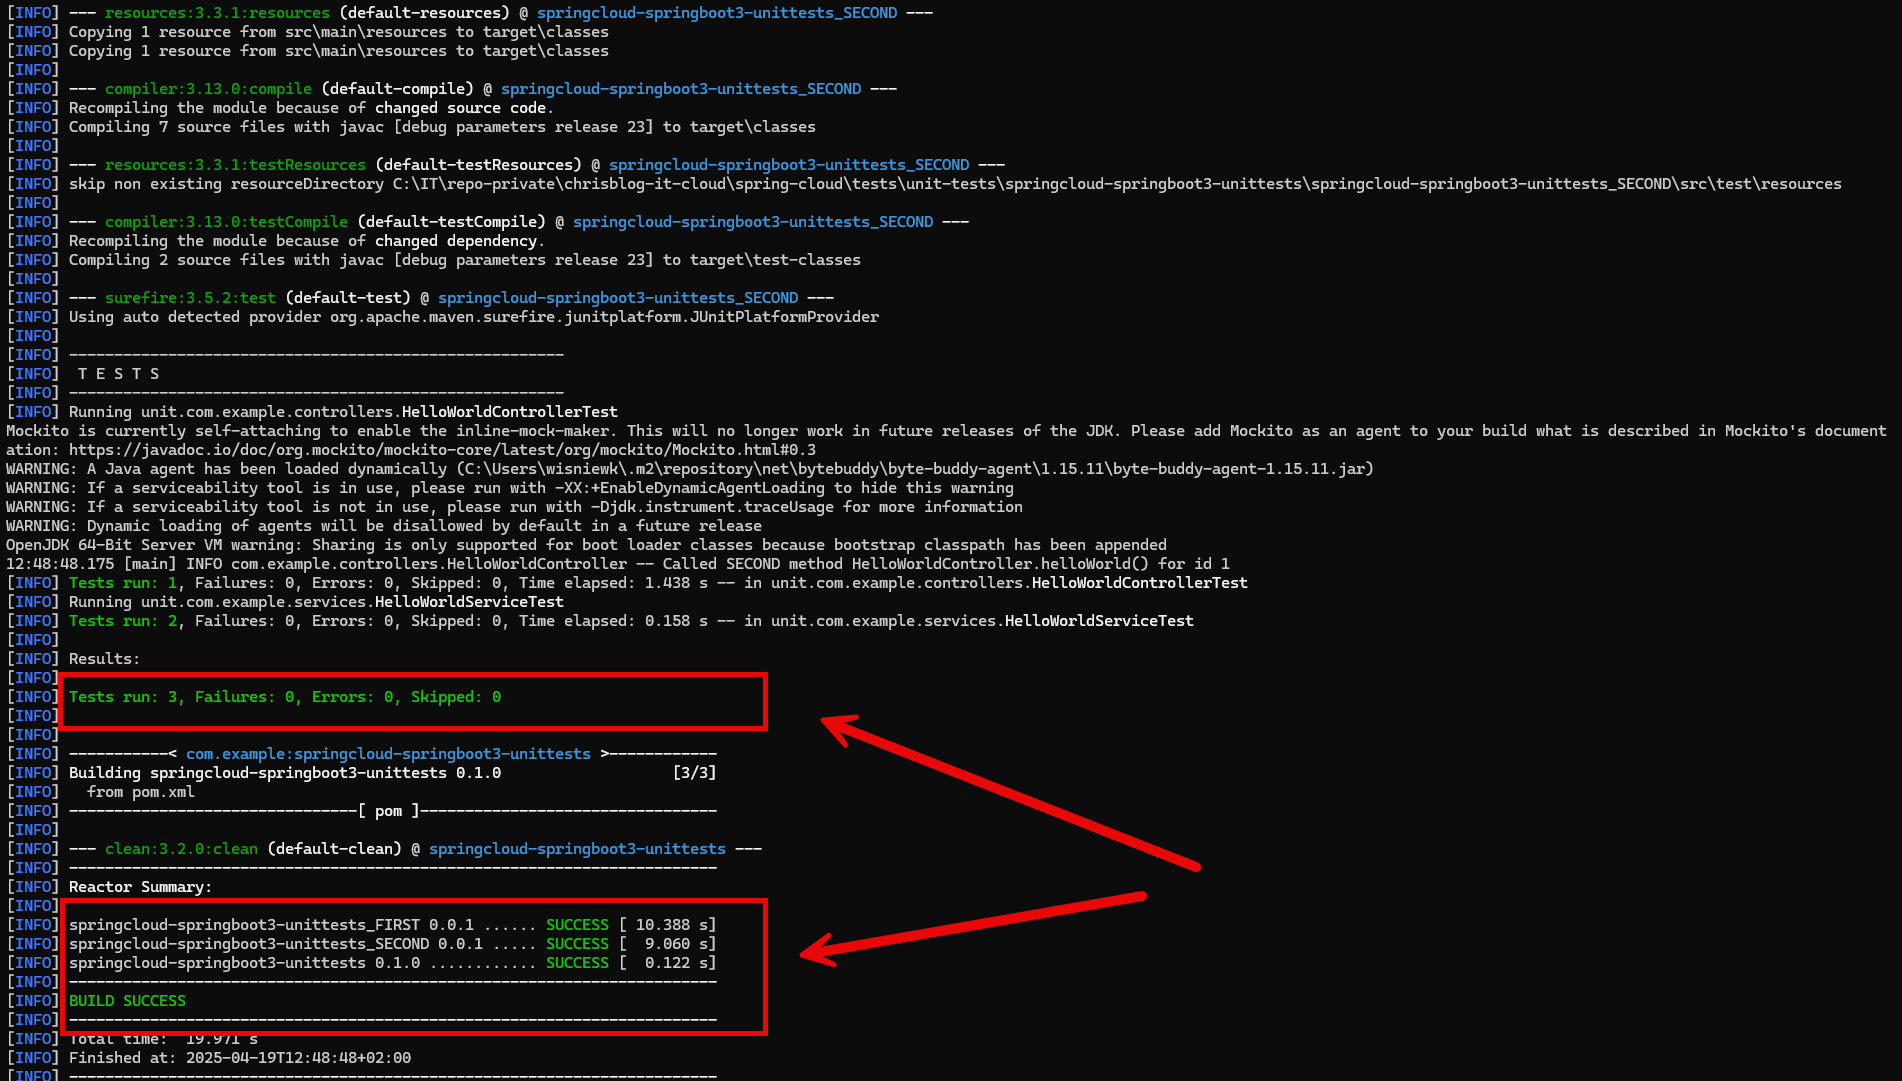 [INFO] --- resources:3.3.1:resources (default-resources) @ springcloud-springboot3-unittests_SECOND ---
[INFO] Copying 1 resource from src\main\resources to target\classes
[INFO] Copying 1 resource from src\main\resources to target\classes
[INFO]
[INFO] --- compiler:3.13.0:compile (default-compile) @ springcloud-springboot3-unittests_SECOND ---
[INFO] Recompiling the module because of changed source code.
[INFO] Compiling 7 source files with javac [debug parameters release 23] to target\classes
[INFO]
[INFO] --- resources:3.3.1:testResources (default-testResources) @ springcloud-springboot3-unittests_SECOND ---
[INFO] skip non existing resourceDirectory C:\IT\repo-private\chrisblog-it-cloud\spring-cloud\tests\unit-tests\springcloud-springboot3-unittests\springcloud-springboot3-unittests_SECOND\src\test\resources
[INFO]
[INFO] --- compiler:3.13.0:testCompile (default-testCompile) @ springcloud-springboot3-unittests_SECOND ---
[INFO] Recompiling the module because of changed dependency.
[INFO] Compiling 2 source files with javac [debug parameters release 23] to target\test-classes
[INFO]
[INFO] --- surefire:3.5.2:test (default-test) @ springcloud-springboot3-unittests_SECOND ---
[INFO] Using auto detected provider org.apache.maven.surefire.junitplatform.JUnitPlatformProvider
[INFO]
[INFO] -------------------------------------------------------
[INFO]  T E S T S
[INFO] -------------------------------------------------------
[INFO] Running unit.com.example.controllers.HelloWorldControllerTest
Mockito is currently self-attaching to enable the inline-mock-maker. This will no longer work in future releases of the JDK. Please add Mockito as an agent to your build what is described in Mockito's document
ation: https://javadoc.io/doc/org.mockito/mockito-core/latest/org/mockito/Mockito.html#0.3
WARNING: A Java agent has been loaded dynamically (C:\Users\wisniewk\.m2\repository\net\bytebuddy\byte-buddy-agent\1.15.11\byte-buddy-agent-1.15.11.jar)
WARNING: If a serviceability tool is in use, please run with -XX:+EnableDynamicAgentLoading to hide this warning
WARNING: If a serviceability tool is not in use, please run with -Djdk.instrument.traceUsage for more information
WARNING: Dynamic loading of agents will be disallowed by default in a future release
OpenJDK 64-Bit Server VM warning: Sharing is only supported for boot loader classes because bootstrap classpath has been appended
12:48:48.175 [main] INFO com.example.controllers.HelloWorldController -- Called SECOND method HelloWorldController.helloWorld() for id 1
[INFO] Tests run: 1, Failures: 0, Errors: 0, Skipped: 0, Time elapsed: 1.438 s -- in unit.com.example.controllers.HelloWorldControllerTest
[INFO] Running unit.com.example.services.HelloWorldServiceTest
[INFO] Tests run: 2, Failures: 0, Errors: 0, Skipped: 0, Time elapsed: 0.158 s -- in unit.com.example.services.HelloWorldServiceTest
[INFO]
[INFO] Results:
[INFO]
[INFO] Tests run: 3, Failures: 0, Errors: 0, Skipped: 0
[INFO]
[INFO]
[INFO] -----------< com.example:springcloud-springboot3-unittests >------------
[INFO] Building springcloud-springboot3-unittests 0.1.0                   [3/3]
[INFO]   from pom.xml
[INFO] --------------------------------[ pom ]---------------------------------
[INFO]
[INFO] --- clean:3.2.0:clean (default-clean) @ springcloud-springboot3-unittests ---
[INFO] ------------------------------------------------------------------------
[INFO] Reactor Summary:
[INFO]
[INFO] springcloud-springboot3-unittests_FIRST 0.0.1 ...... SUCCESS [ 10.388 s]
[INFO] springcloud-springboot3-unittests_SECOND 0.0.1 ..... SUCCESS [  9.060 s]
[INFO] springcloud-springboot3-unittests 0.1.0 ............ SUCCESS [  0.122 s]
[INFO] ------------------------------------------------------------------------
[INFO] BUILD SUCCESS
[INFO] ------------------------------------------------------------------------
[INFO] Total time:  19.971 s
[INFO] Finished at: 2025-04-19T12:48:48+02:00
[INFO] ------------------------------------------------------------------------